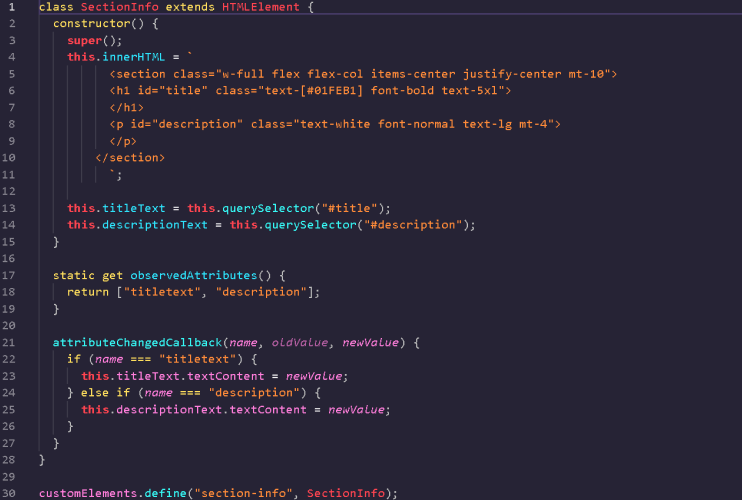 1 class SectionInfo extends HTMLElement {
2   constructor() {
3     super();
4     this.innerHTML = `
5           <section class="w-full flex flex-col items-center justify-center mt-10">
6           <h1 id="title" class="text-[#01FEB1] font-bold text-5xl">
7           </h1>
8           <p id="description" class="text-white font-normal text-lg mt-4">
9           </p>
10         </section>
11           `;
12
13     this.titleText = this.querySelector("#title");
14     this.descriptionText = this.querySelector("#description");
15   }
16
17   static get observedAttributes() {
18     return ["titletext", "description"];
19   }
20
21   attributeChangedCallback(name, oldValue, newValue) {
22     if (name === "titletext") {
23       this.titleText.textContent = newValue;
24     } else if (name === "description") {
25       this.descriptionText.textContent = newValue;
26     }
27   }
28 }
29
30 customElements.define("section-info", SectionInfo);